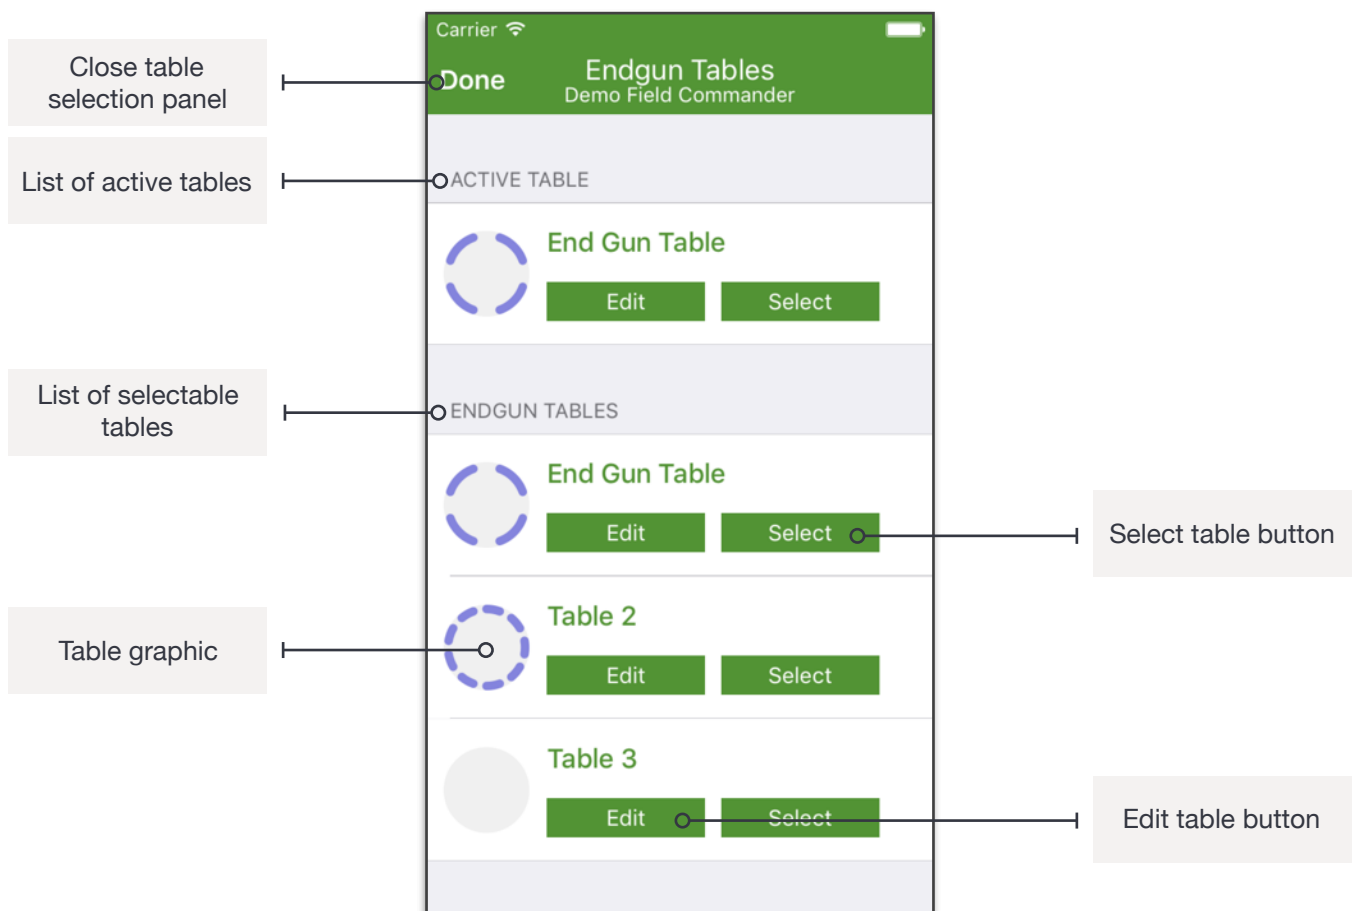 Carrier
Done
Endgun Tables
Demo Field Commander
Close table
selection panel
List of active tables
ACTIVE TABLE
End Gun Table
Edit
Select
List of selectable
tables
ENDGUN TABLES
End Gun Table
Edit
Select
Select table button
Table graphic
Table 2
Edit
Select
Table 3
Edit
Select
Edit table button